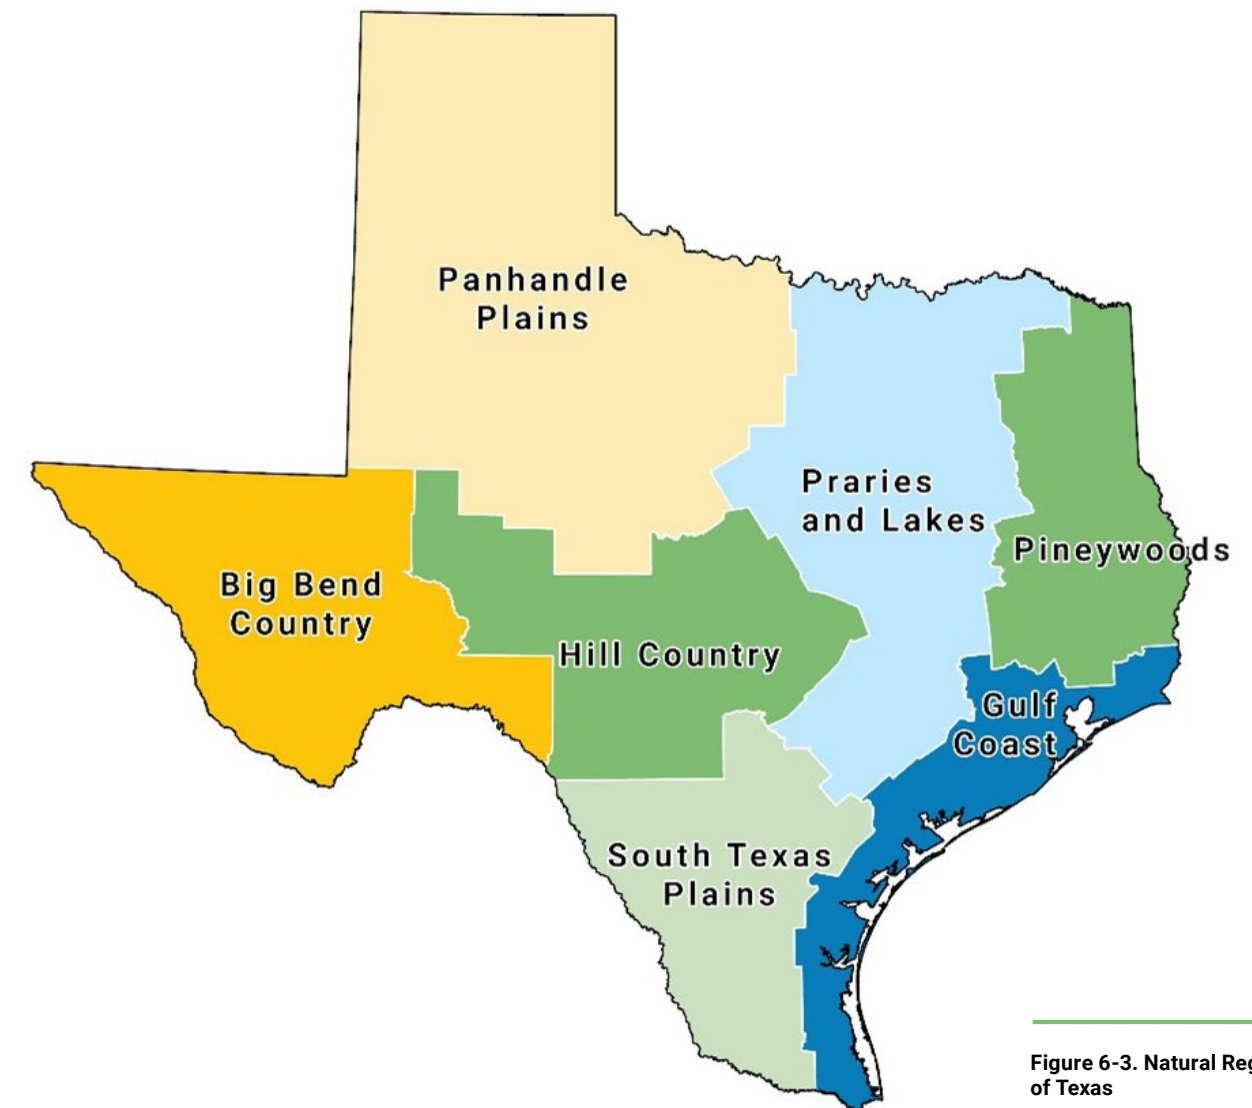 Panhandle
Plains
Praries
and Lakes
Pineywoods
Big Bend
Country
Hill Country
Gulf
Coast
South Texas
Plains
Figure 6-3. Natural Reg
of Texas